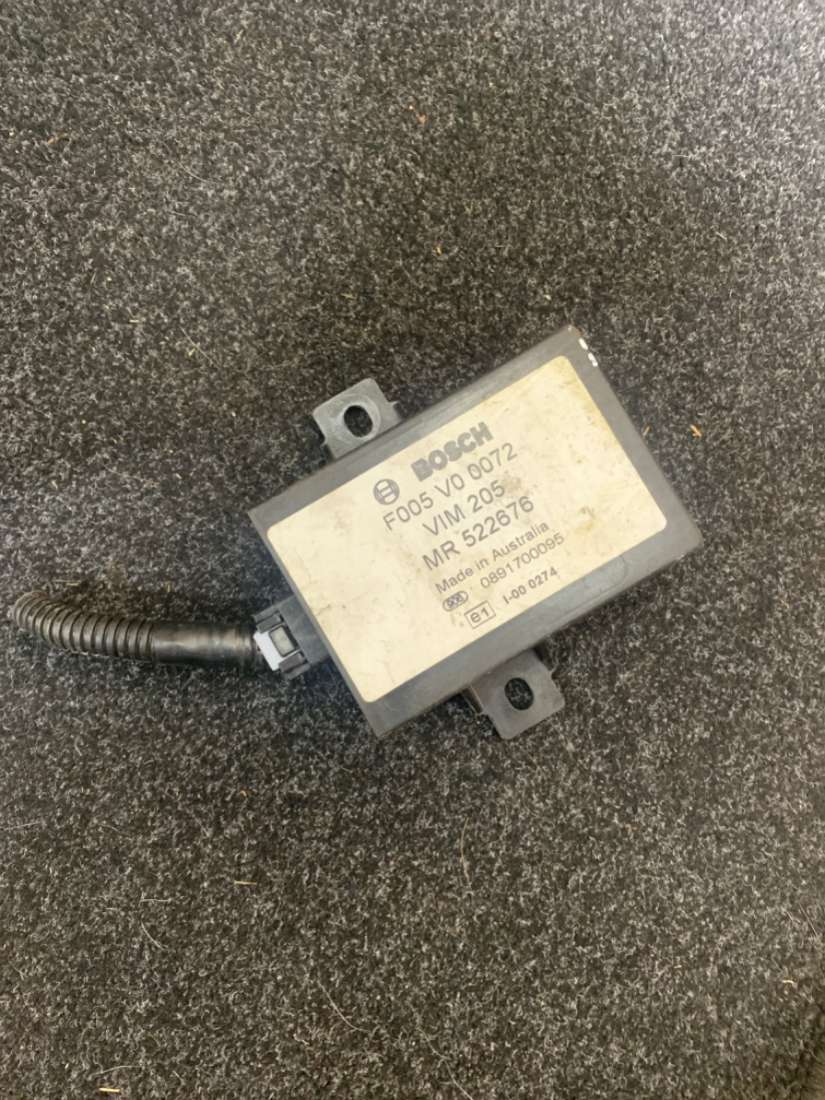 BOSCH
F005 V0 0072
VIM 205
MR 522676
Made in Australia
0891700095
e1 I-00 0274